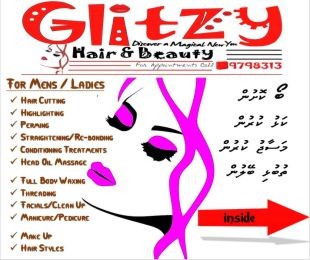 Glitzy
Discover a Magical New You
Hair & Beauty
For Appointments Call 9798313
For Mens / Ladies
Hair Cutting
Highlighting
Perming
Straightening/Re-bonding
Conditioning Treatments
Head Oil Massage
Full Body Waxing
Threading
Facials/Clean Up
Manicure/Pedicure
Make Up
Hair Styles
ބޯ ކޮށުން
ކަޅު ކުރުން
މަސާޖު ކުރުން
ތުބުޅި ބޭލުން
inside